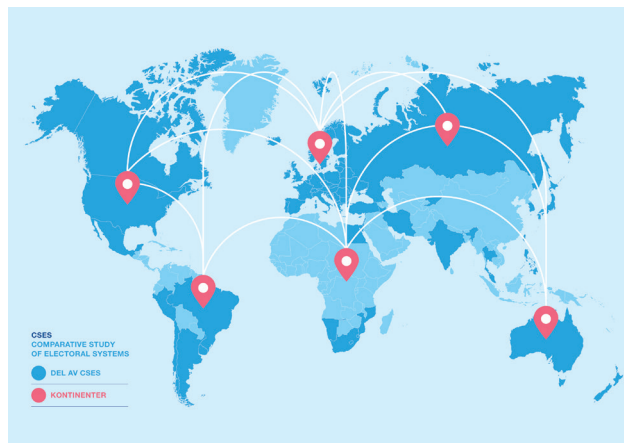 CSES
COMPARATIVE STUDY
OF ELECTORAL SYSTEMS
DEL AV CSES
KONTINENTER